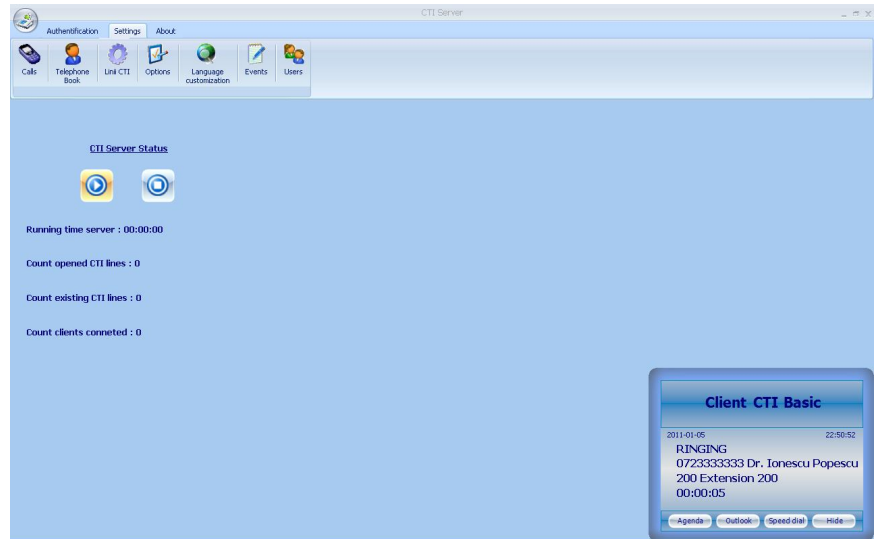 CTI Server
Authentification Settings About
Calls Telephone Book Linii CTI Options Language customization Events Users
CTI Server Status
Running time server : 00:00:00
Count opened CTI lines : 0
Count existing CTI lines : 0
Count clients conneted : 0
Client CTI Basic
2011-01-05 22:50:52
RINGING
0723333333 Dr. Ionescu Popescu
200 Extension 200
00:00:05
Agenda Outlook Speed dial Hide